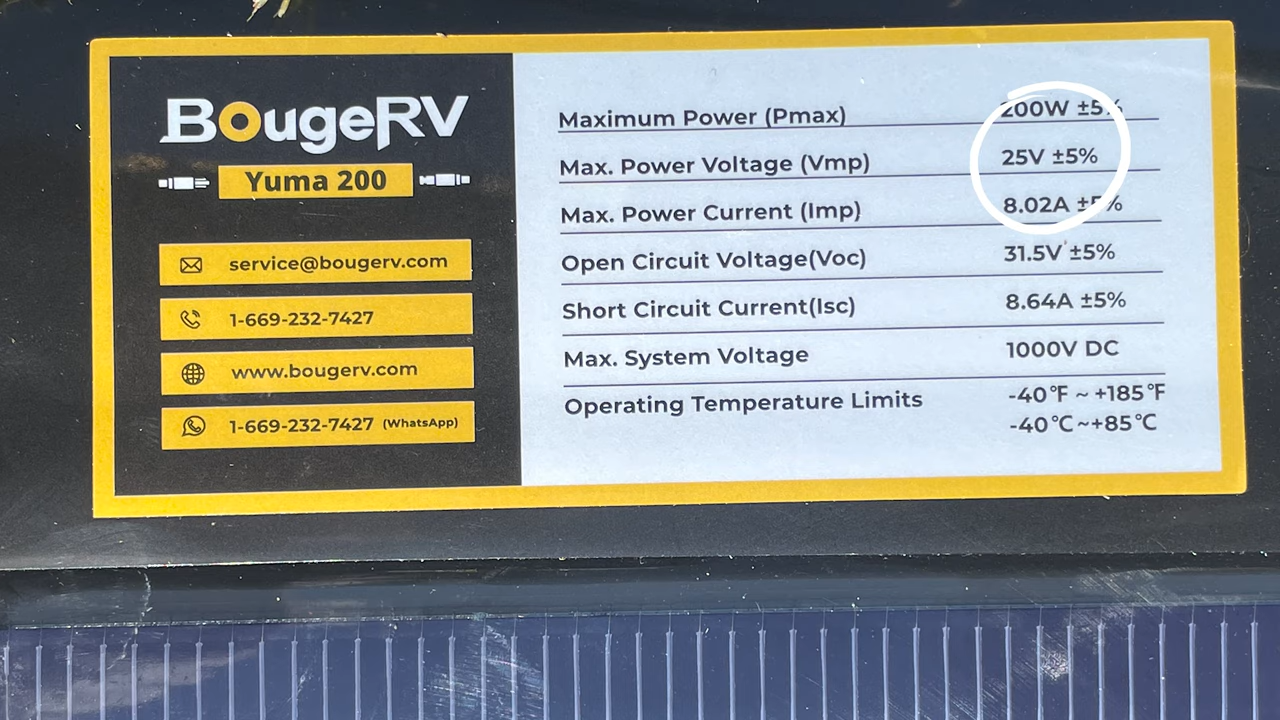 BougeRV
Yuma 200
service@bougerv.com
1-669-232-7427
www.bougerv.com
1-669-232-7427 (WhatsApp)
Maximum Power (Pmax) 200W ±5%
Max. Power Voltage (Vmp) 25V ±5%
Max. Power Current (Imp) 8.02A ±5%
Open Circuit Voltage(Voc) 31.5V ±5%
Short Circuit Current(Isc) 8.64A ±5%
Max. System Voltage 1000V DC
Operating Temperature Limits -40°F ~ +185°F
-40°C~+85°C